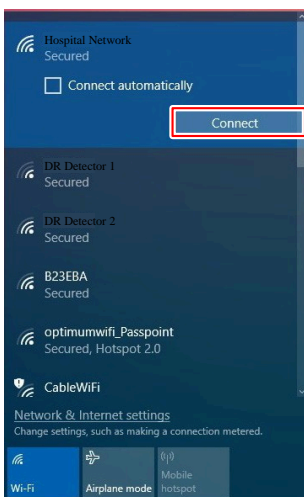 Hospital Network
Secured
Connect automatically
Connect
DR Detector 1
Secured
DR Detector 2
Secured
B23EBA
Secured
optimumwifi_Passpoint
Secured, Hotspot 2.0
CableWiFi
Network & Internet settings
Change settings, such as making a connection metered.
Wi-Fi
Airplane mode
Mobile
hotspot